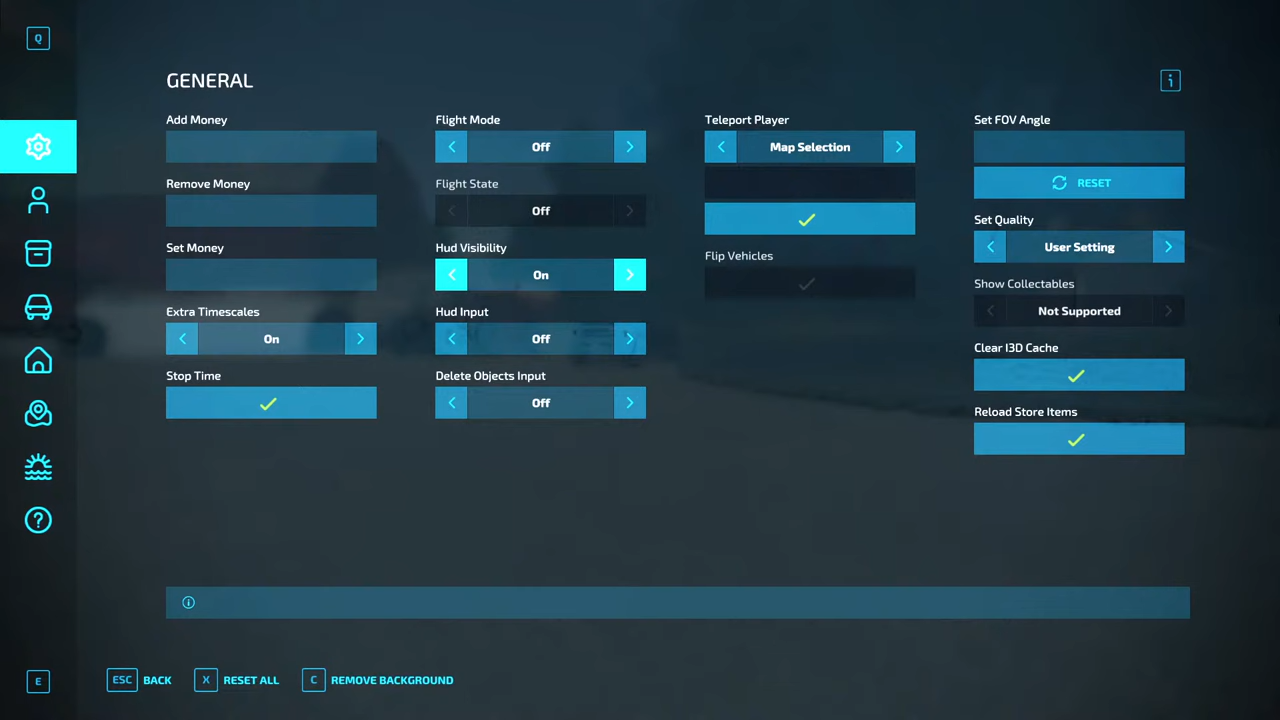 Q
GENERAL
i
Add Money
Remove Money
Set Money
Extra Timescales
On
Stop Time
Flight Mode
Off
Flight State
Off
Hud Visibility
On
Hud Input
Off
Delete Objects Input
Off
Teleport Player
Map Selection
Flip Vehicles
Set FOV Angle
RESET
Set Quality
User Setting
Show Collectables
Not Supported
Clear I3D Cache
Reload Store Items
E
ESC BACK X RESET ALL C REMOVE BACKGROUND